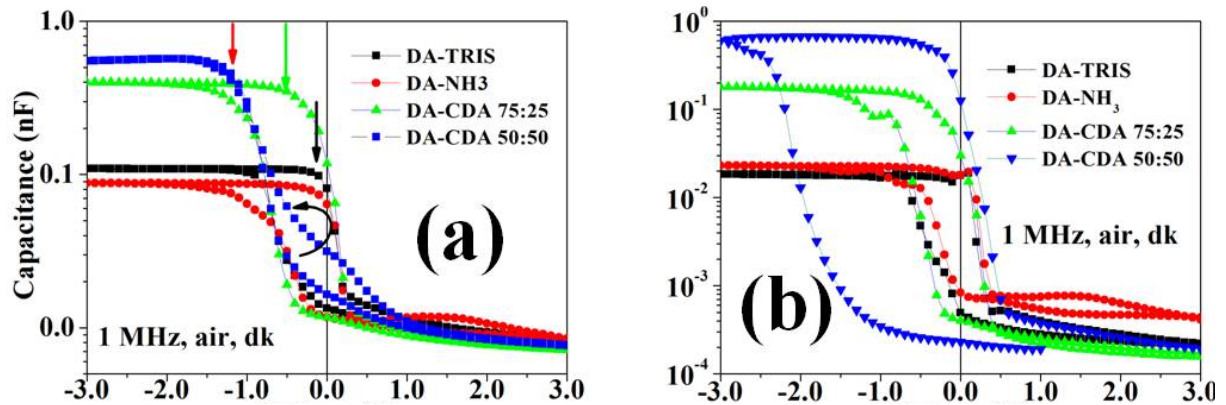 1.0
0.1
0.0
Capacitance (nF)
DA-TRIS
DA-NH3
DA-CDA 75:25
DA-CDA 50:50
(a)
1 MHz, air, dk
-3.0 -2.0 -1.0 0.0 1.0 2.0 3.0
10⁰
10⁻¹
10⁻²
10⁻³
10⁻⁴
DA-TRIS
DA-NH₃
DA-CDA 75:25
DA-CDA 50:50
1 MHz, air, dk
(b)
-3.0 -2.0 -1.0 0.0 1.0 2.0 3.0